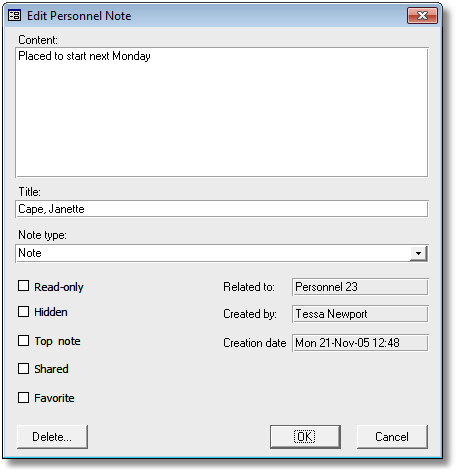 Edit Personnel Note
Content:
Placed to start next Monday
Title:
Cape, Janette
Note type:
Note
Read-only
Related to: Personnel 23
Hidden
Created by: Tessa Newport
Top note
Creation date Mon 21-Nov-05 12:48
Shared
Favorite
Delete... OK Cancel